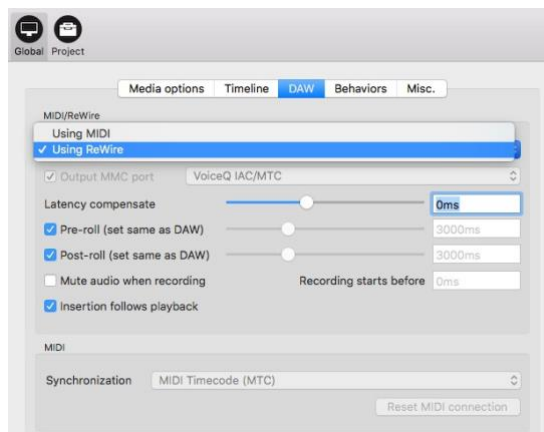 Global Project
Media options Timeline DAW Behaviors Misc.
MIDI/ReWire
Using MIDI
✓ Using ReWire
Output MMC port VoiceQ IAC/MTC
Latency compensate 0ms
Pre-roll (set same as DAW) 3000ms
Post-roll (set same as DAW) 3000ms
Mute audio when recording Recording starts before 0ms
Insertion follows playback
MIDI
Synchronization MIDI Timecode (MTC)
Reset MIDI connection